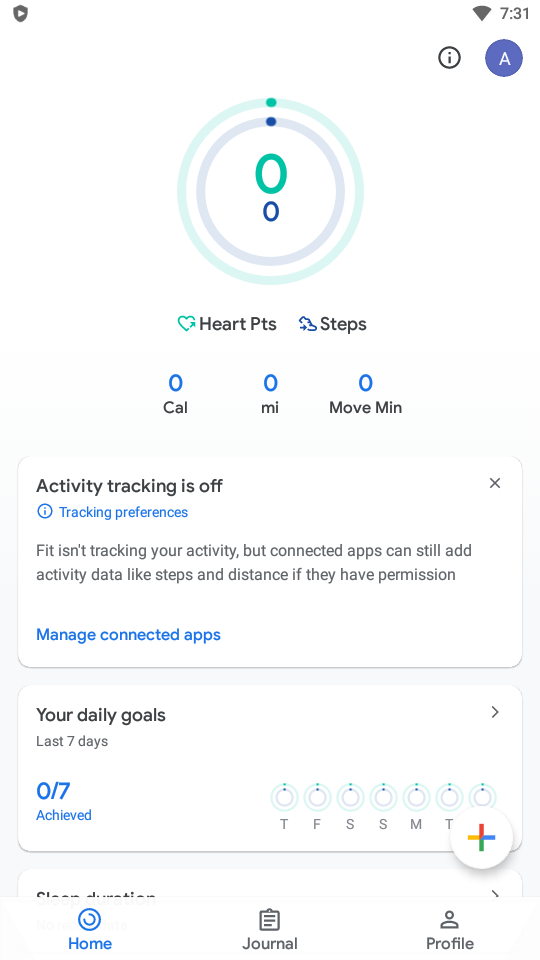 7:31
A
0
0
Heart Pts Steps
0 0 0
Cal mi Move Min
Activity tracking is off
Tracking preferences
Fit isn't tracking your activity, but connected apps can still add
activity data like steps and distance if they have permission
Manage connected apps
Your daily goals
Last 7 days
0/7
Achieved
T F S S M T
Sleep duration
Home Journal Profile